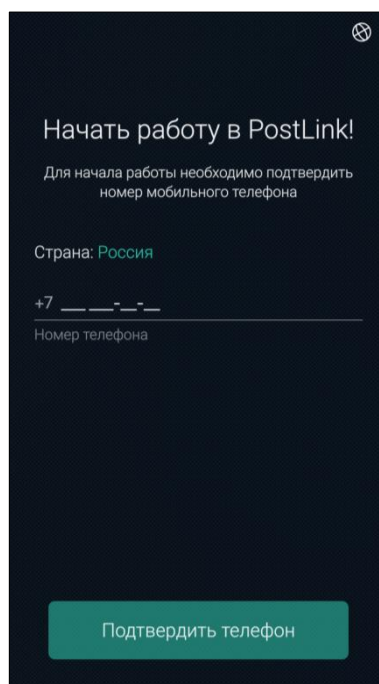 Начать работу в PostLink!
Для начала работы необходимо подтвердить
номер мобильного телефона
Страна: Россия
+7 ___ ___-__-__
Номер телефона
Подтвердить телефон